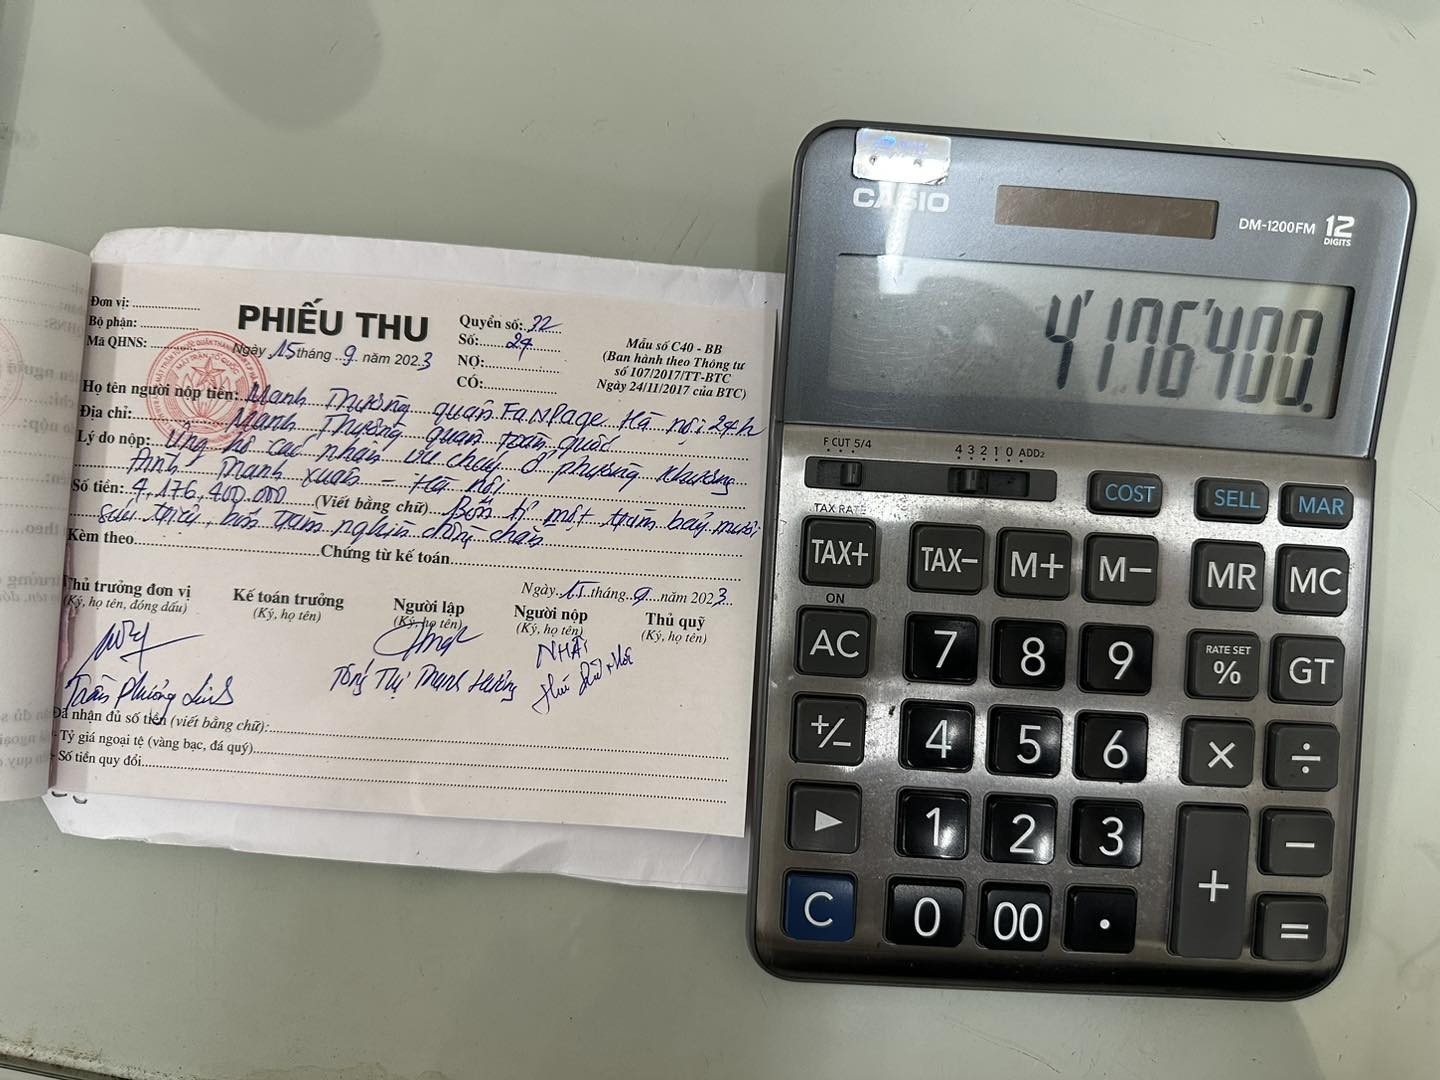 Đơn vị:
Bộ phận:
Mã QHNS:
PHIẾU THU
Ngày 15 tháng 9 năm 2023
Quyển số: 32
Số: 27
NỢ:
CÓ:
Mẫu số C40 - BB
(Ban hành theo Thông tư
số 107/2017/TT-BTC
Ngày 24/11/2017 của BTC)
Họ tên người nộp tiền: Mạnh Thường quân FANPAGE Hà nội 24h
Địa chỉ: Mạnh Thường quân toàn quốc
Lý do nộp: Ủng hộ các nhân vụ cháy ở phường Khương
Đình Thanh xuân - Hà nội
Số tiền: 4,176,400.000 (Viết bằng chữ) Bốn tỉ một trăm bảy mươi
sáu triệu, bốn trăm nghìn đồng chẵn
Kèm theo Chứng từ kế toán
Ngày 15 tháng 9 năm 2023
Thủ trưởng đơn vị
(Ký, họ tên, đóng dấu)
Kế toán trưởng
(Ký, họ tên)
Người lập
(Ký, họ tên)
Người nộp
(Ký, họ tên)
Thủ quỹ
(Ký, họ tên)
NHÂI
Trần Phương Linh
Tống Thị Thanh Hương
Đã nhận đủ số tiền (viết bằng chữ):
- Tỷ giá ngoại tệ (vàng bạc, đá quý)
- Số tiền quy đổi
CASIO
DM-1200FM 12
DIGITS
4'176'400.
F CUT 5/4
4 3 2 1 0 ADD₂
COST SELL MAR
TAX RATE
TAX+ TAX− M+ M− MR MC
ON
AC 7 8 9 RATE SET % GT
+/− 4 5 6 × ÷
▶ 1 2 3 + −
C 0 00 · =